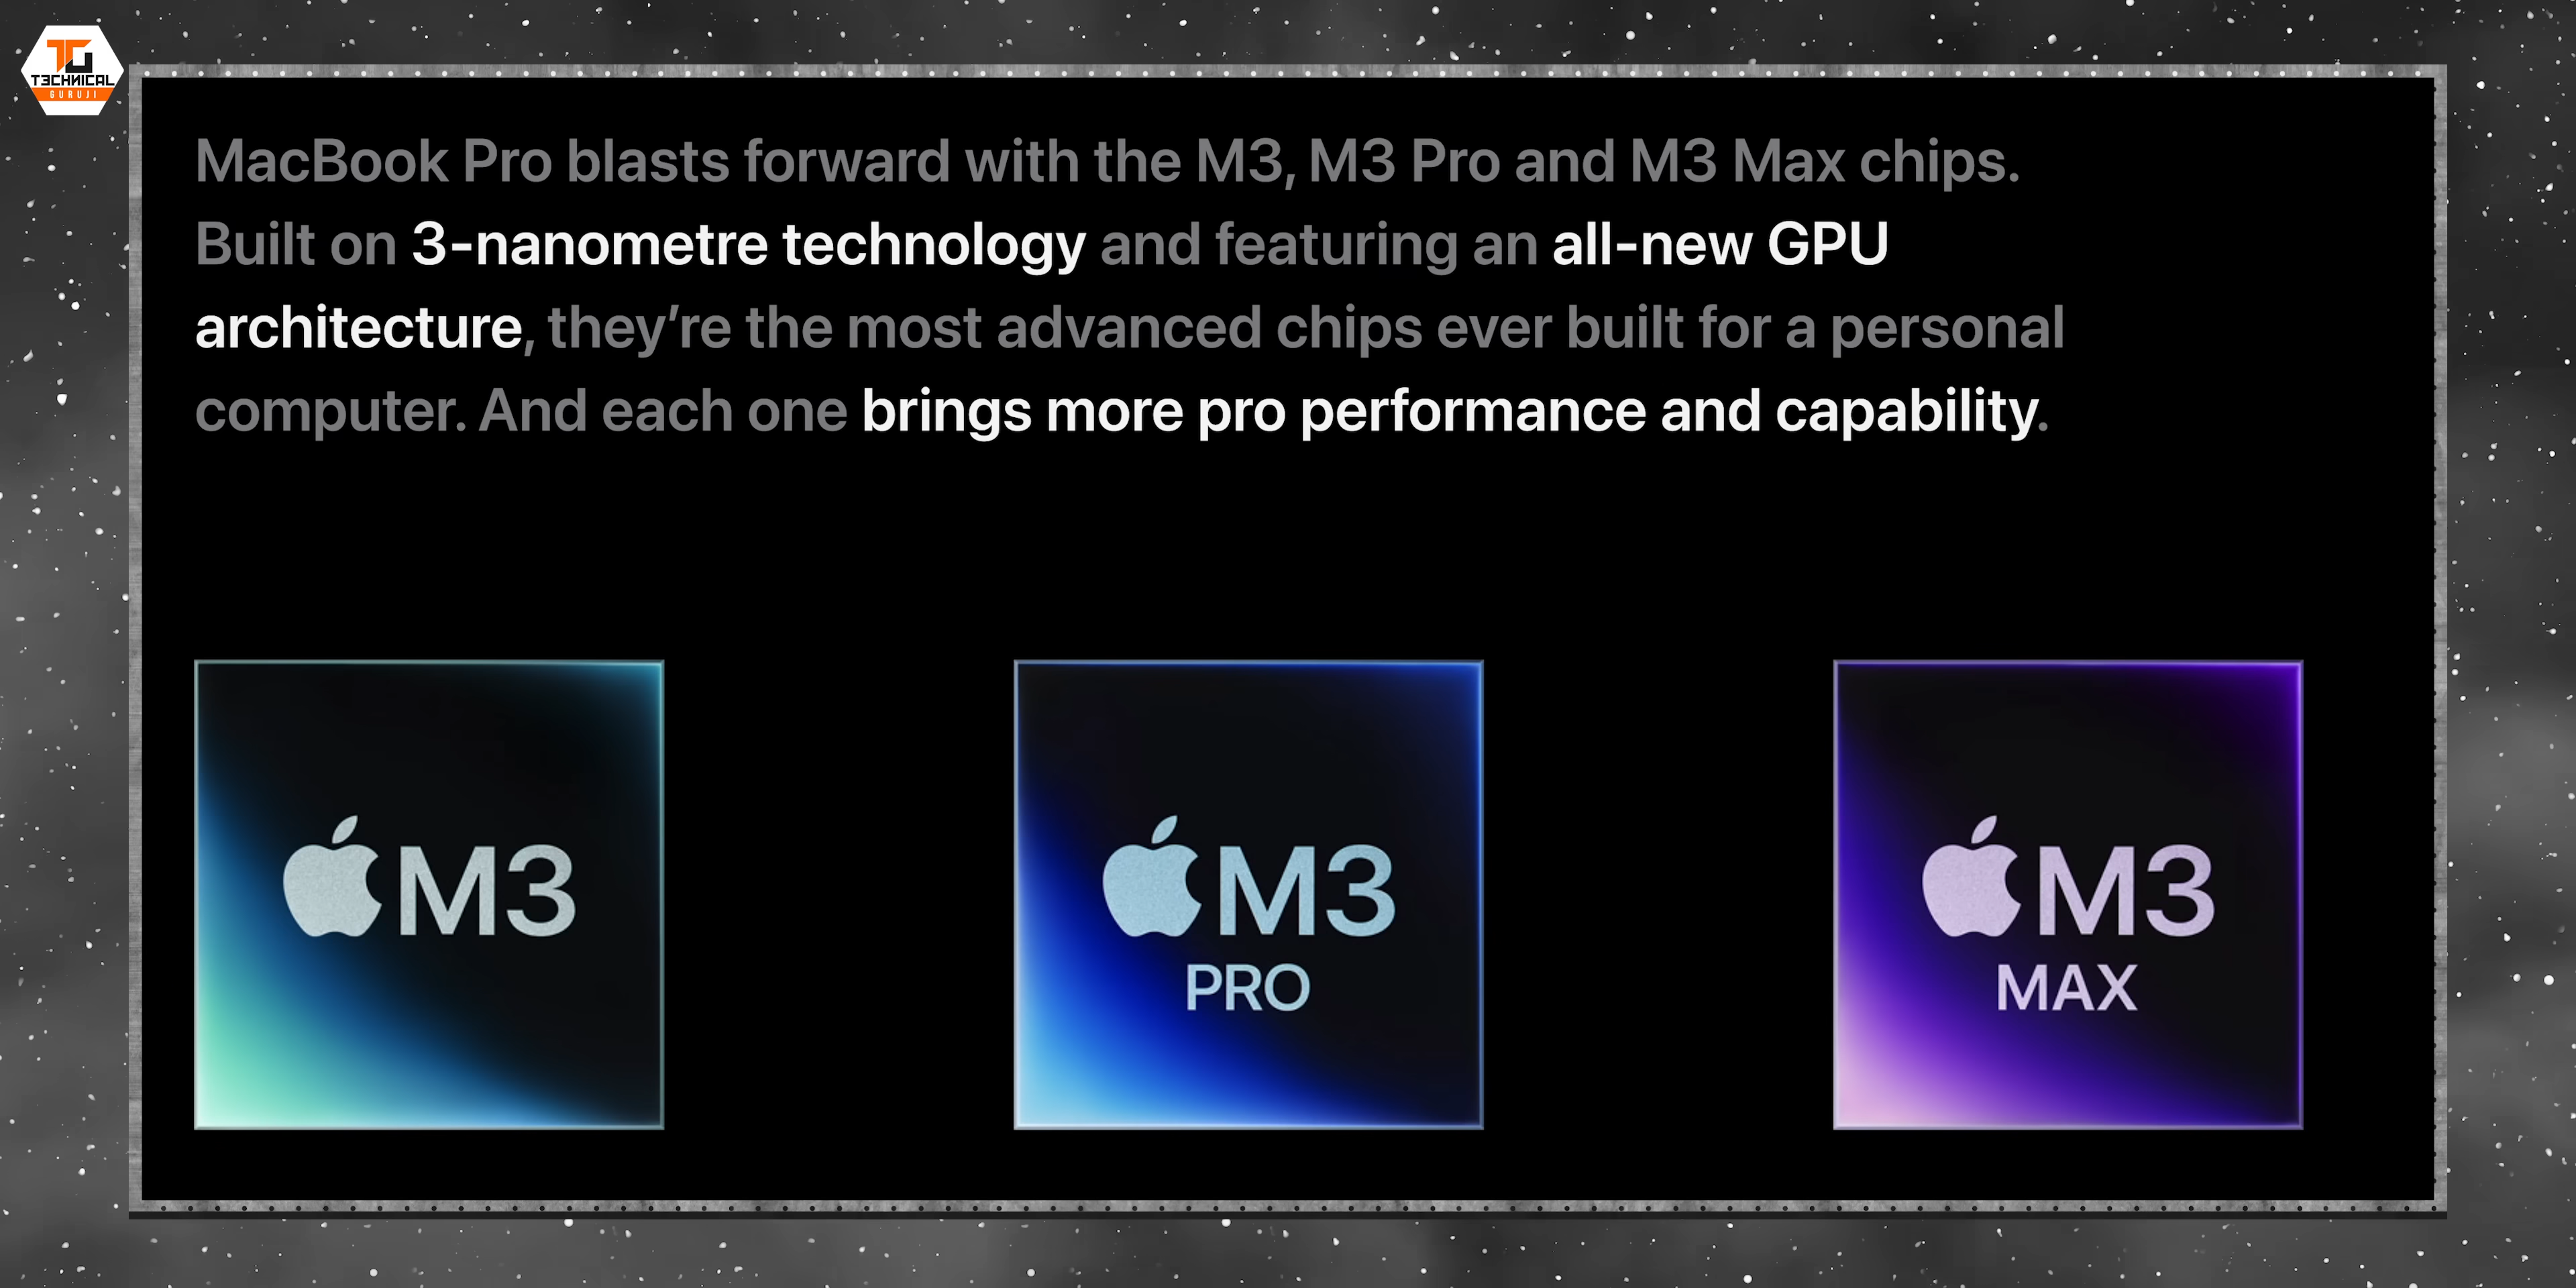 TECHNICAL
GURUJI
MacBook Pro blasts forward with the M3, M3 Pro and M3 Max chips.
Built on 3-nanometre technology and featuring an all-new GPU
architecture, they’re the most advanced chips ever built for a personal
computer. And each one brings more pro performance and capability.
M3
M3
PRO
M3
MAX